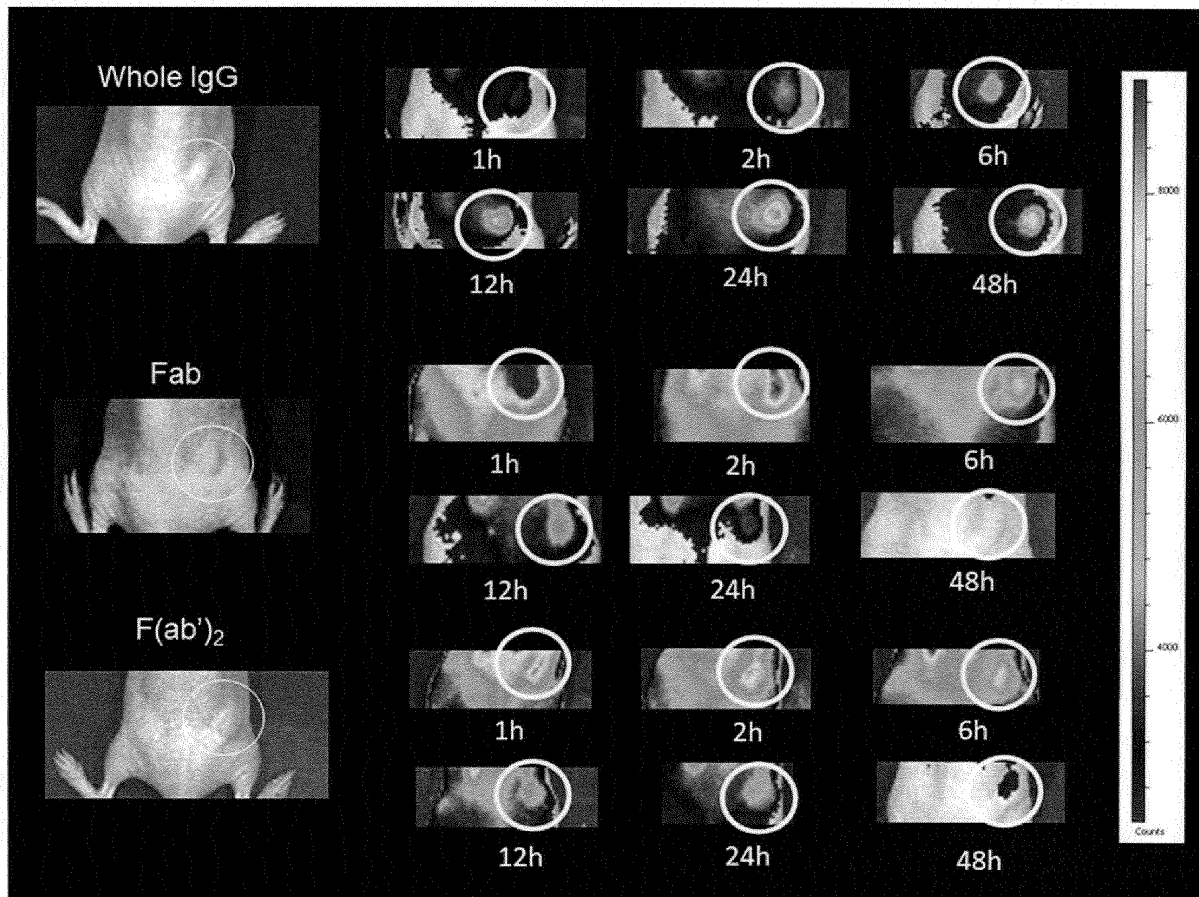 Whole IgG
1h
2h
6h
12h
24h
48h
Fab
1h
2h
6h
12h
24h
48h
F(ab')₂
1h
2h
6h
12h
24h
48h
8000
6000
4000
Counts